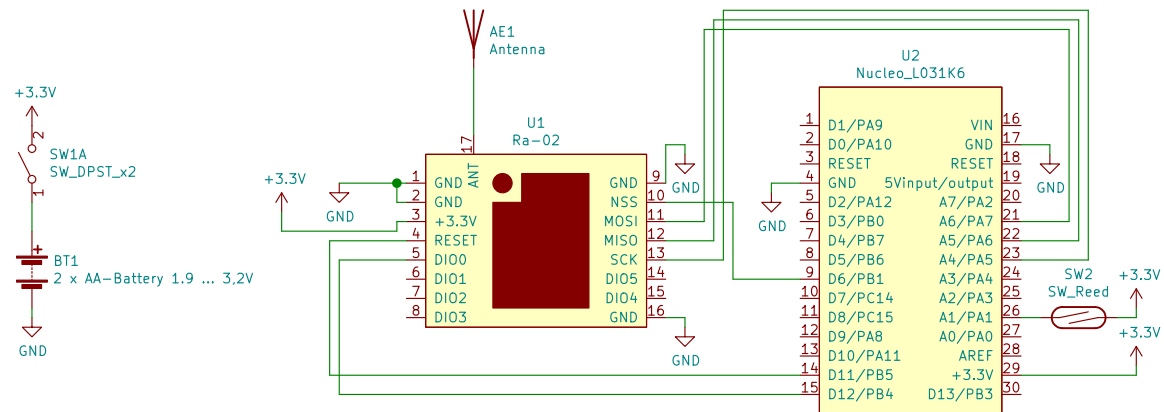 +3.3V
2
SW1A
SW_DPST_x2
1
BT1
2 x AA-Battery 1.9 ... 3,2V
GND
AE1
Antenna
U1
Ra-02
17
ANT
+3.3V
GND
1 GND
2 GND
3 +3.3V
4 RESET
5 DIO0
6 DIO1
7 DIO2
8 DIO3
GND 9
NSS 10
MOSI 11
MISO 12
SCK 13
DIO5 14
DIO4 15
GND 16
GND
GND
U2
Nucleo_L031K6
1 D1/PA9
2 D0/PA10
3 RESET
4 GND
5 D2/PA12
6 D3/PB0
7 D4/PB7
8 D5/PB6
9 D6/PB1
10 D7/PC14
11 D8/PC15
12 D9/PA8
13 D10/PA11
14 D11/PB5
15 D12/PB4
GND
VIN 16
GND 17
RESET 18
5Vinput/output 19
A7/PA2 20
A6/PA7 21
A5/PA6 22
A4/PA5 23
A3/PA4 24
A2/PA3 25
A1/PA1 26
A0/PA0 27
AREF 28
+3.3V 29
D13/PB3 30
GND
SW2
SW_Reed
+3.3V
+3.3V